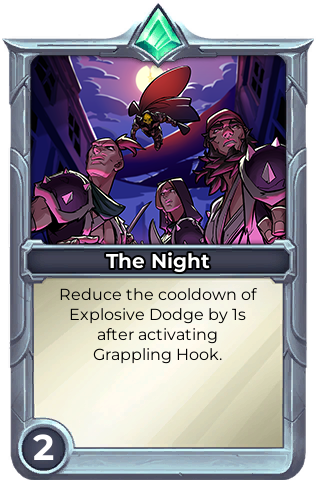 The Night
Reduce the cooldown of
Explosive Dodge by 1s
after activating
Grappling Hook.
2